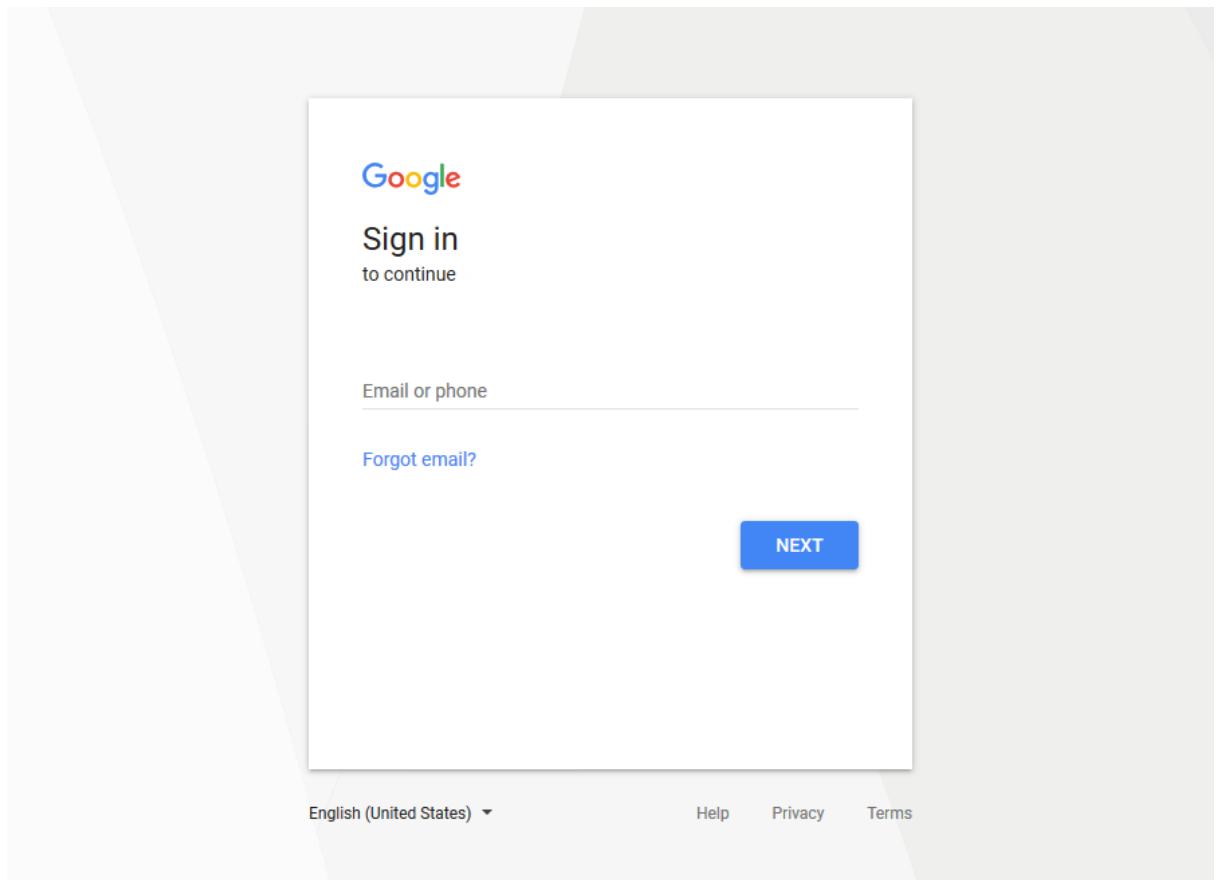 Google
Sign in
to continue
Email or phone
Forgot email?
NEXT
English (United States) Help Privacy Terms